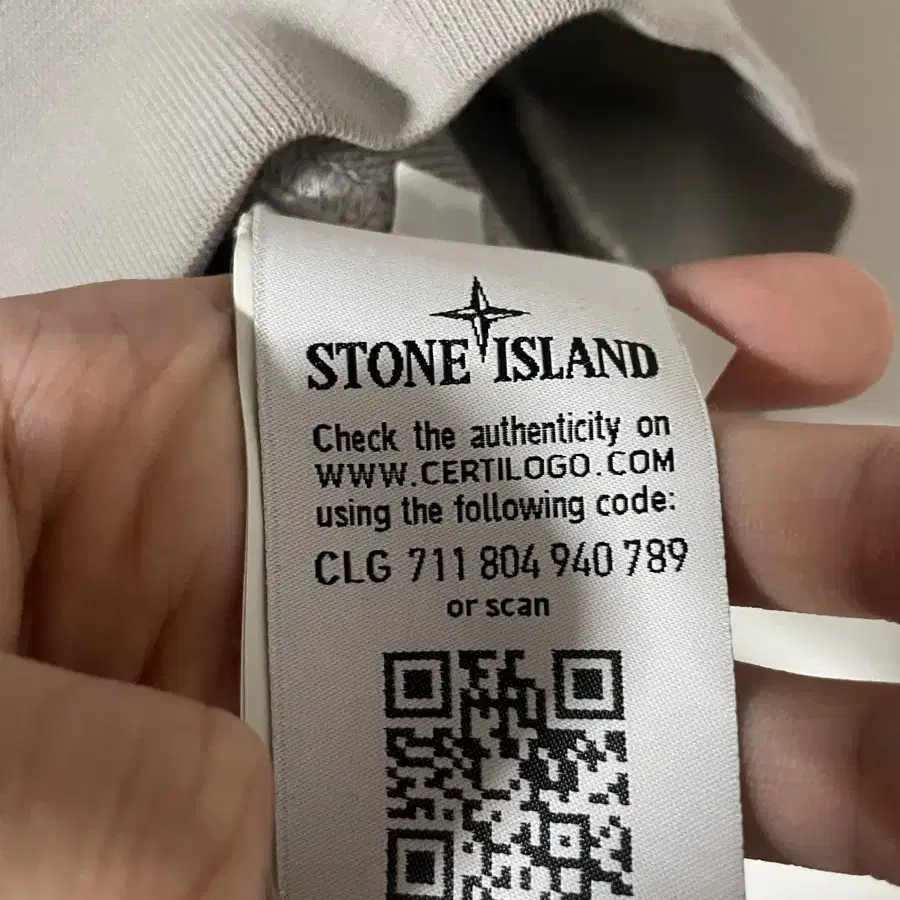 STONE ISLAND
Check the authenticity on
WWW.CERTILOGO.COM
using the following code:
CLG 711 804 940 789
or scan